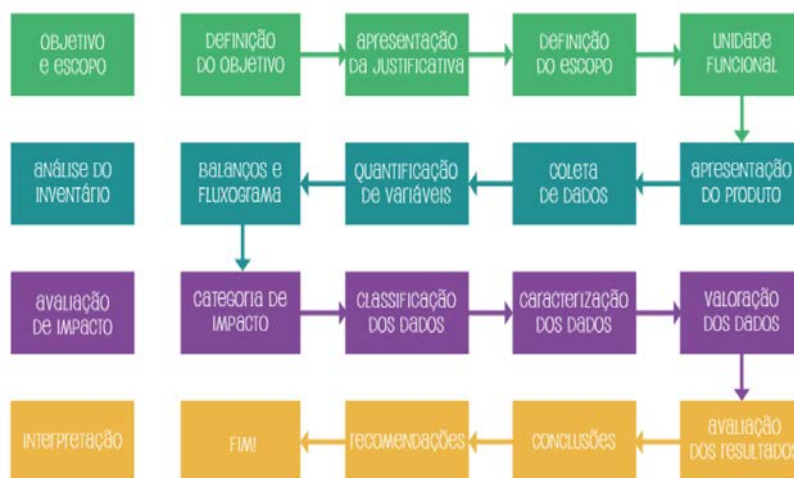 OBJETIVO
E ESCOPO
DEFINIÇÃO
DO OBJETIVO
APRESENTAÇÃO
DA JUSTIFICATIVA
DEFINIÇÃO
DO ESCOPO
UNIDADE
FUNCIONAL
ANÁLISE DO
INVENTÁRIO
BALANÇOS E
FLUXOGRAMA
QUANTIFICAÇÃO
DE VARIÁVEIS
COLETA
DE DADOS
APRESENTAÇÃO
DO PRODUTO
AVALIAÇÃO
DE IMPACTO
CATEGORIA DE
IMPACTO
CLASSIFICAÇÃO
DOS DADOS
CARACTERIZAÇÃO
DOS DADOS
VALORAÇÃO
DOS DADOS
INTERPRETAÇÃO
FIM!
RECOMENDAÇÕES
CONCLUSÕES
AVALIAÇÃO
DOS RESULTADOS